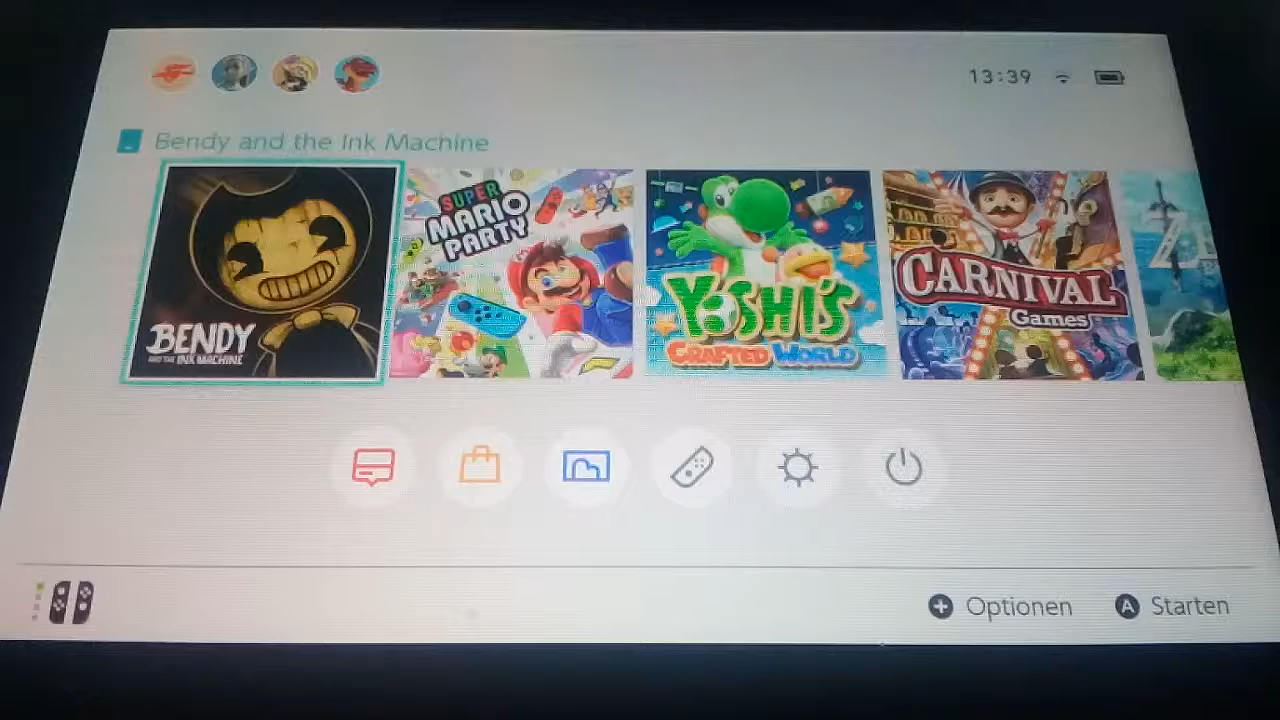 13:39
Bendy and the Ink Machine
BENDY
AND THE INK MACHINE
SUPER
MARIO
PARTY
YOSHI'S
CRAFTED WORLD
CARNIVAL
Games
Z
+ Optionen
A Starten